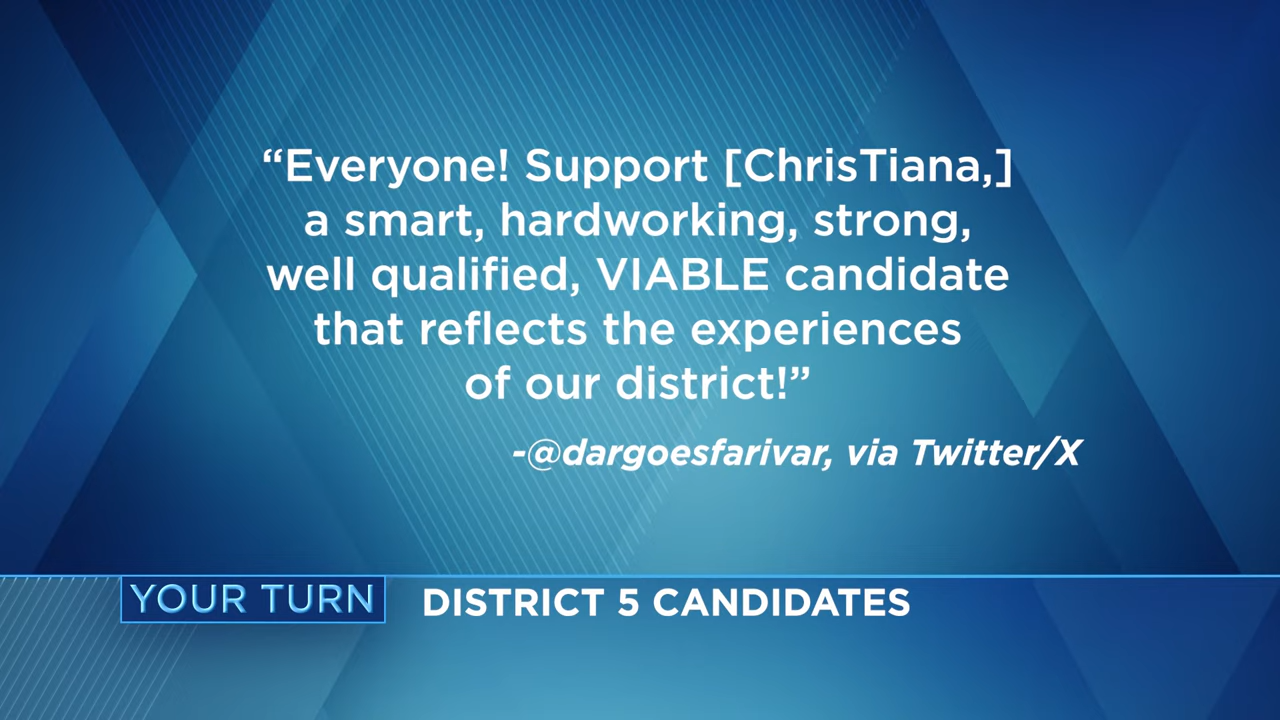 “Everyone! Support [ChrisTiana,]
a smart, hardworking, strong,
well qualified, VIABLE candidate
that reflects the experiences
of our district!”
-@dargoesfarivar, via Twitter/X
YOUR TURN
DISTRICT 5 CANDIDATES